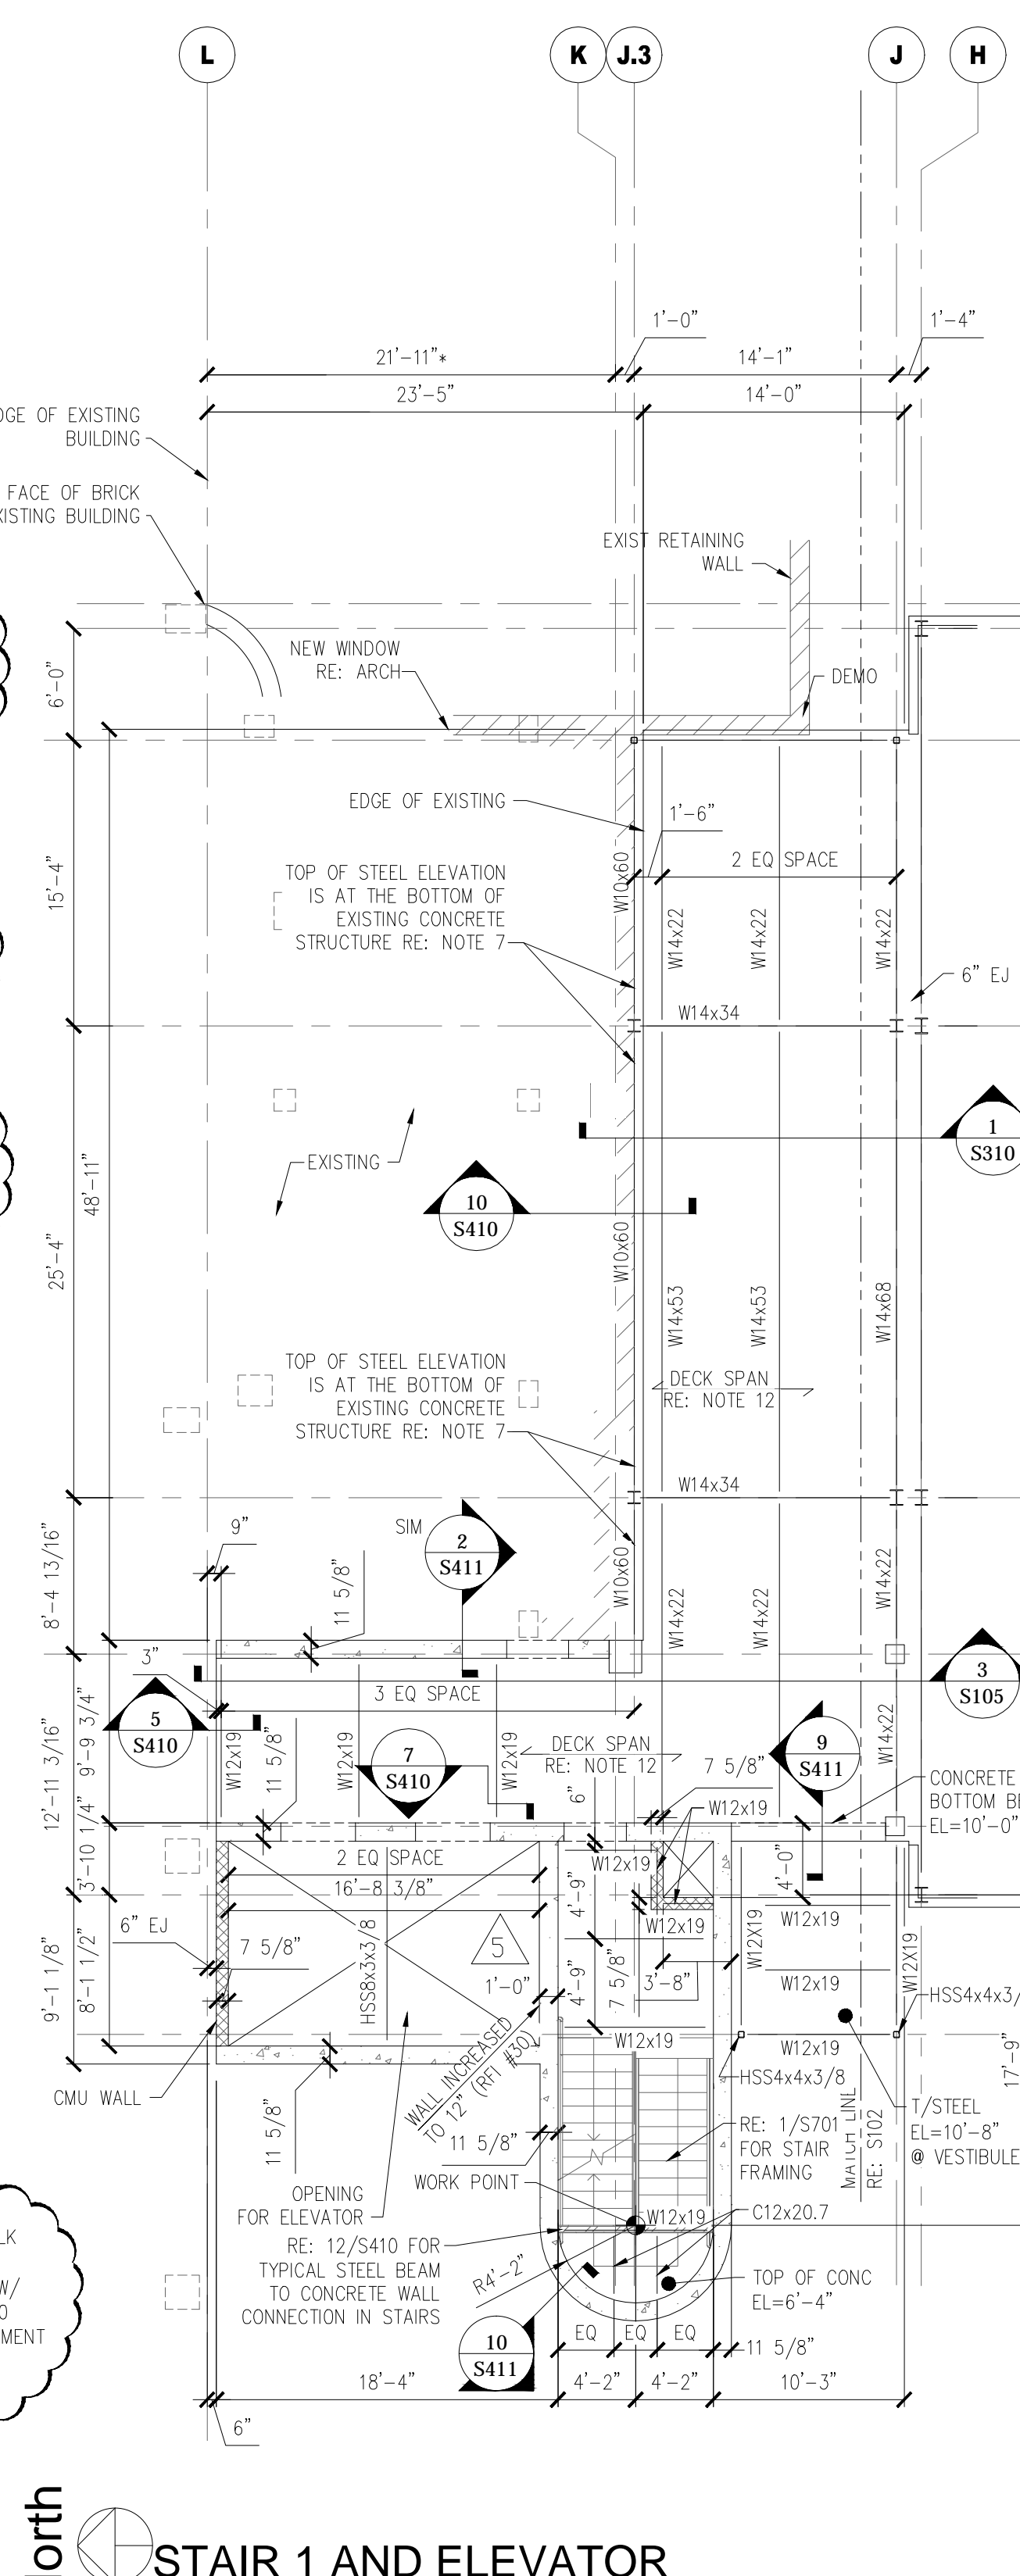 L
K
J.3
J
H
1'-0"
1'-4"
21'-11"*
14'-1"
23'-5"
14'-0"
OF EXISTING
BUILDING
FACE OF BRICK
BUILDING
EXIST RETAINING
WALL
NEW WINDOW
RE: ARCH
DEMO
6'-0"
EDGE OF EXISTING
1'-6"
2 EQ SPACE
TOP OF STEEL ELEVATION
IS AT THE BOTTOM OF
EXISTING CONCRETE
STRUCTURE RE: NOTE 7
W10x60
15'-4"
W14x22
W14x22
W14x22
6" EJ
W14x34
1
S310
EXISTING
48'-11"
10
S410
25'-4"
W10x60
W14x53
W14x53
W14x68
TOP OF STEEL ELEVATION
IS AT THE BOTTOM OF
EXISTING CONCRETE
STRUCTURE RE: NOTE 7
DECK SPAN
RE: NOTE 12
W14x34
9"
SIM
2
S411
8'-4 13/16"
11 5/8"
W10x60
W14x22
W14x22
W14x22
3"
3
S105
3 EQ SPACE
5
S410
12'-11 3/16"
9'-9 3/4"
W12x19
11 5/8"
W12x19
7
S410
W12x19
DECK SPAN
RE: NOTE 12
7 5/8"
9
S411
W14x22
6"
W12x19
CONCRETE
BOTTOM
EL=10'-0"
3'-10 1/4"
2 EQ SPACE
W12x19
16'-8 3/8"
4'-9"
4'-0"
W12x19
W12x19
W12X19
W12x19
6" EJ
7 5/8"
HSS8x3x3/8
5
1'-0"
4'-9"
7 5/8"
3'-8"
W12x19
9'-1 1/8"
8'-1 1/2"
HSS4x4x3/
W12x19
W12x19
17'-9"
CMU WALL
WALL INCREASED
TO 12" (RFI #30)
HSS4x4x3/8
11 5/8"
11 5/8"
RE: 1/S701
FOR STAIR
FRAMING
MATCH LINE
RE: S102
T/STEEL
EL=10'-8"
@ VESTIBULE
OPENING
FOR ELEVATOR
WORK POINT
W12x19
C12x20.7
RE: 12/S410 FOR
TYPICAL STEEL BEAM
TO CONCRETE WALL
CONNECTION IN STAIRS
R4'-2"
TOP OF CONC
EL=6'-4"
W/
10
S411
EQ
EQ
EQ
11 5/8"
18'-4"
4'-2"
4'-2"
10'-3"
6"
STAIR 1 AND ELEVATOR